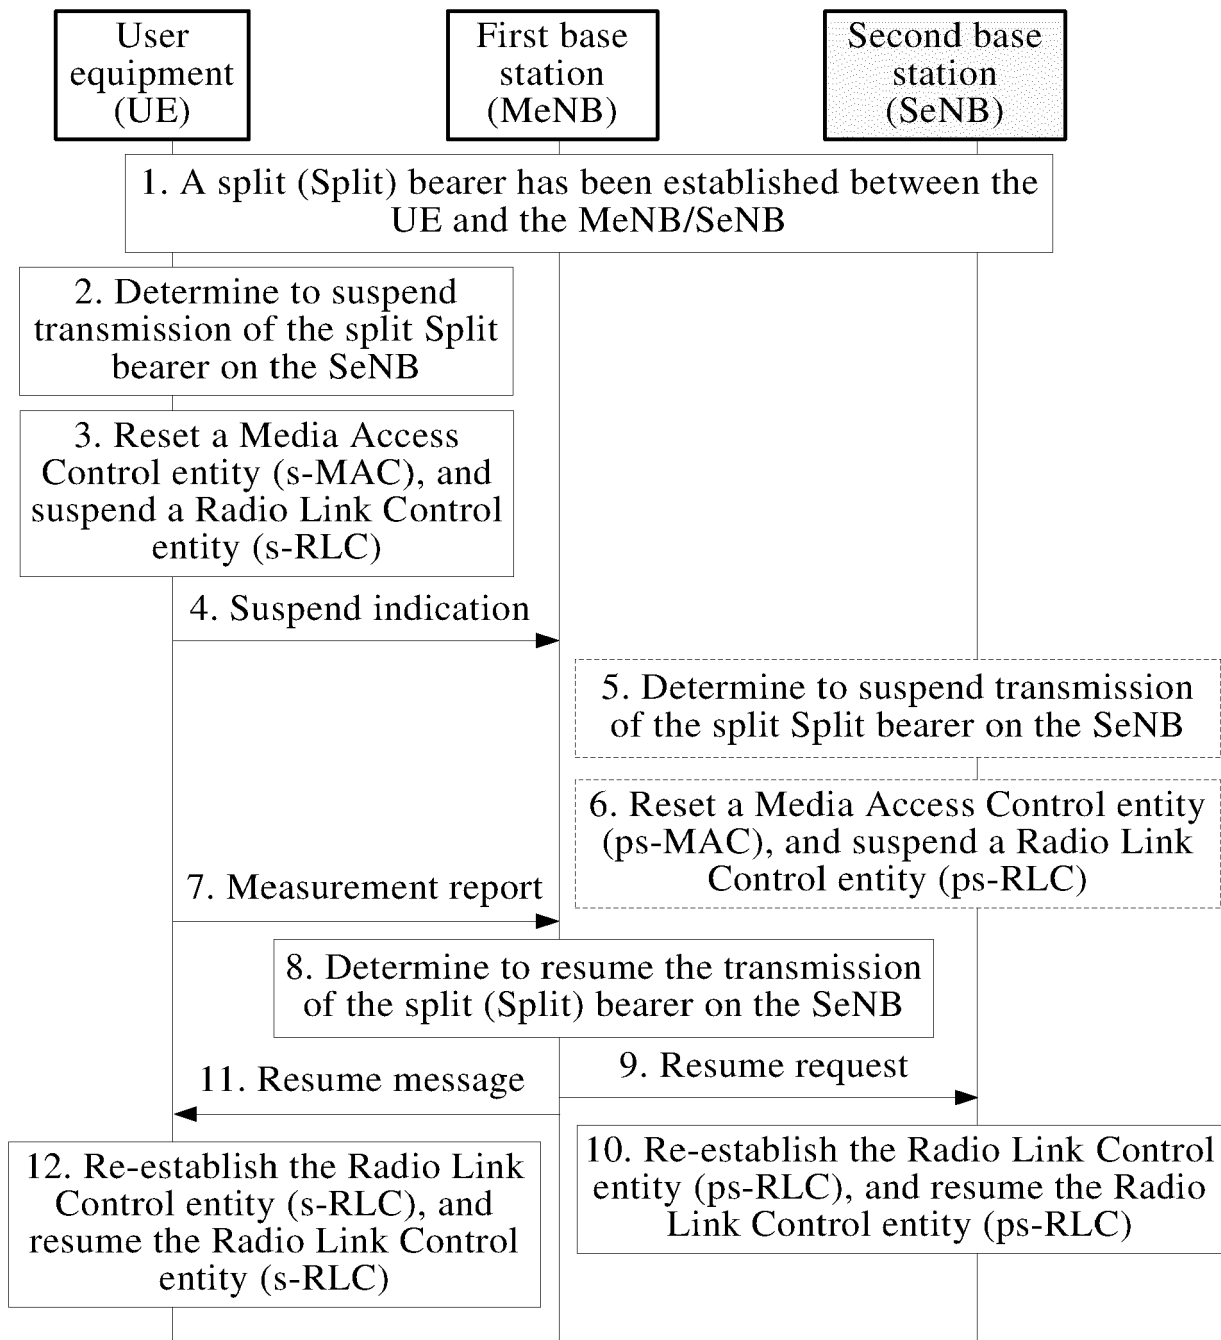 User
equipment
(UE)
First base
station
(MeNB)
Second base
station
(SeNB)
1. A split (Split) bearer has been established between the
UE and the MeNB/SeNB
2. Determine to suspend
transmission of the split Split
bearer on the SeNB
3. Reset a Media Access
Control entity (s-MAC), and
suspend a Radio Link Control
entity (s-RLC)
4. Suspend indication
5. Determine to suspend transmission
of the split Split bearer on the SeNB
6. Reset a Media Access Control entity
(ps-MAC), and suspend a Radio Link
Control entity (ps-RLC)
7. Measurement report
8. Determine to resume the transmission
of the split (Split) bearer on the SeNB
9. Resume request
11. Resume message
10. Re-establish the Radio Link Control
entity (ps-RLC), and resume the Radio
Link Control entity (ps-RLC)
12. Re-establish the Radio Link
Control entity (s-RLC), and
resume the Radio Link Control
entity (s-RLC)